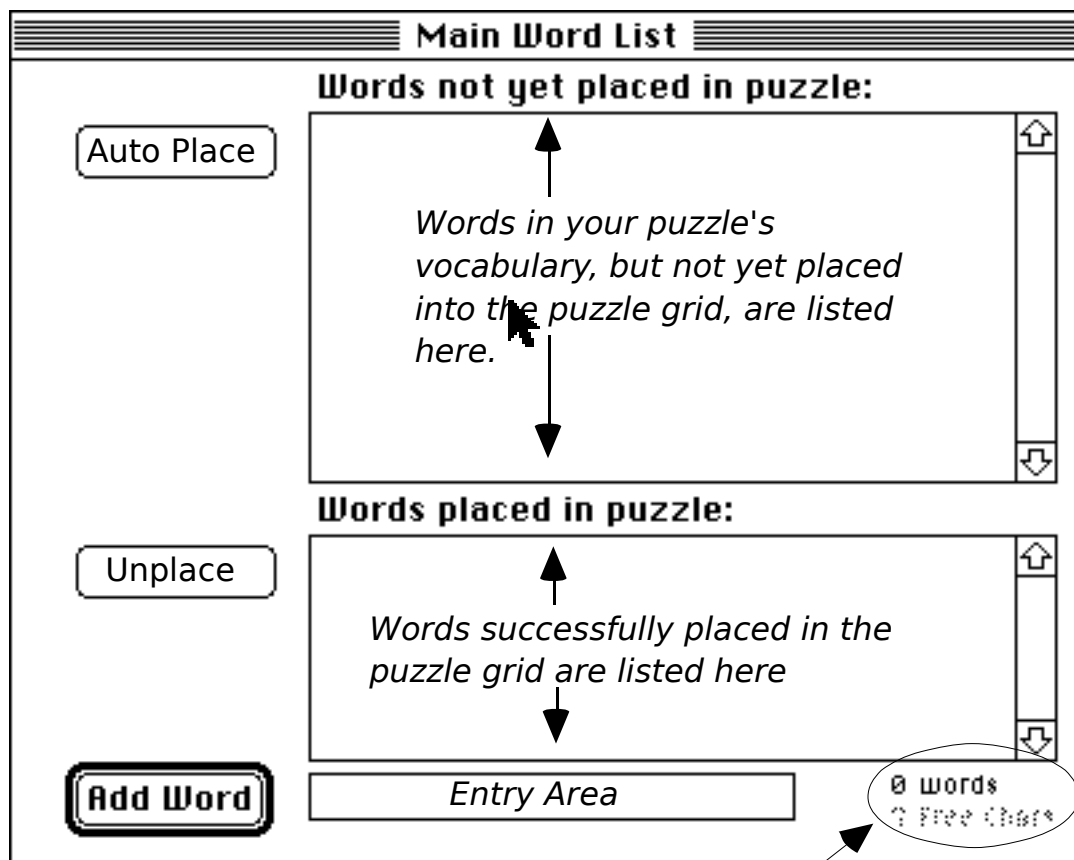 Main Word List
Words not yet placed in puzzle:
Auto Place
Words in your puzzle's
vocabulary, but not yet placed
into the puzzle grid, are listed
here.
Words placed in puzzle:
Unplace
Words successfully placed in the
puzzle grid are listed here
Add Word
Entry Area
0 words
? Free Chars